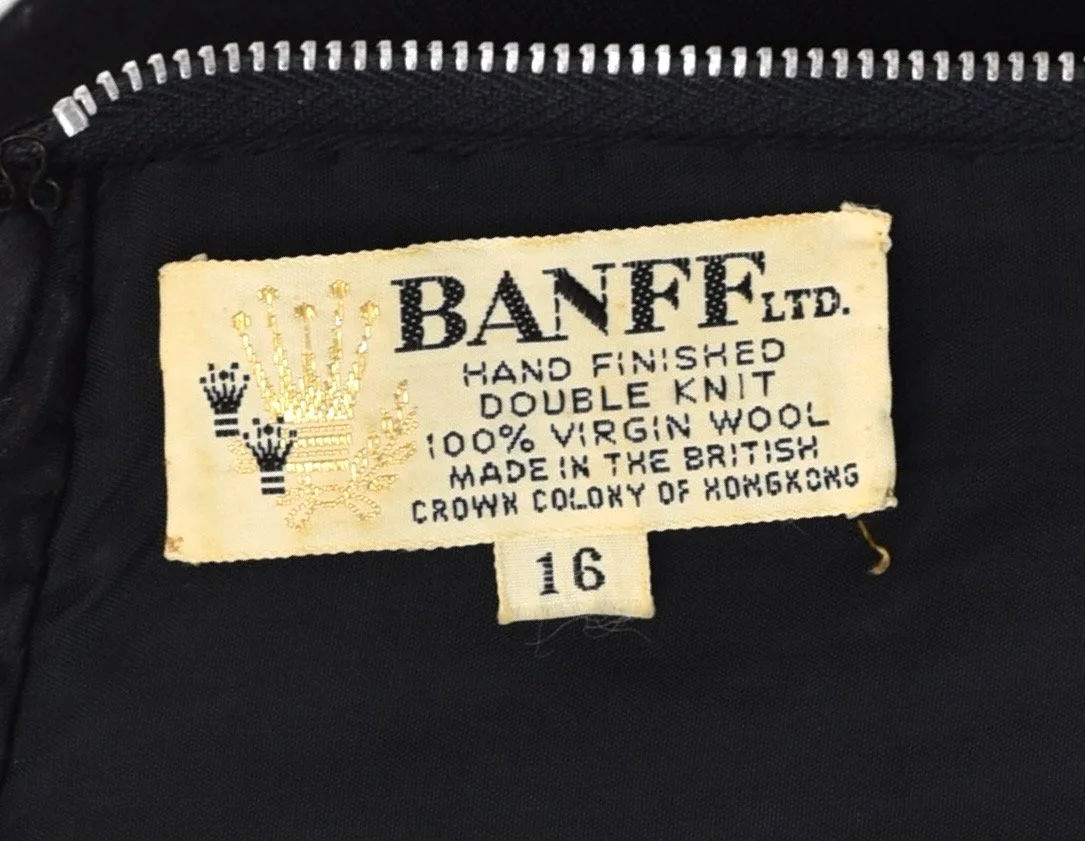 BANFF LTD.
HAND FINISHED
DOUBLE KNIT
100% VIRGIN WOOL
MADE IN THE BRITISH
CROWN COLONY OF HONGKONG
16